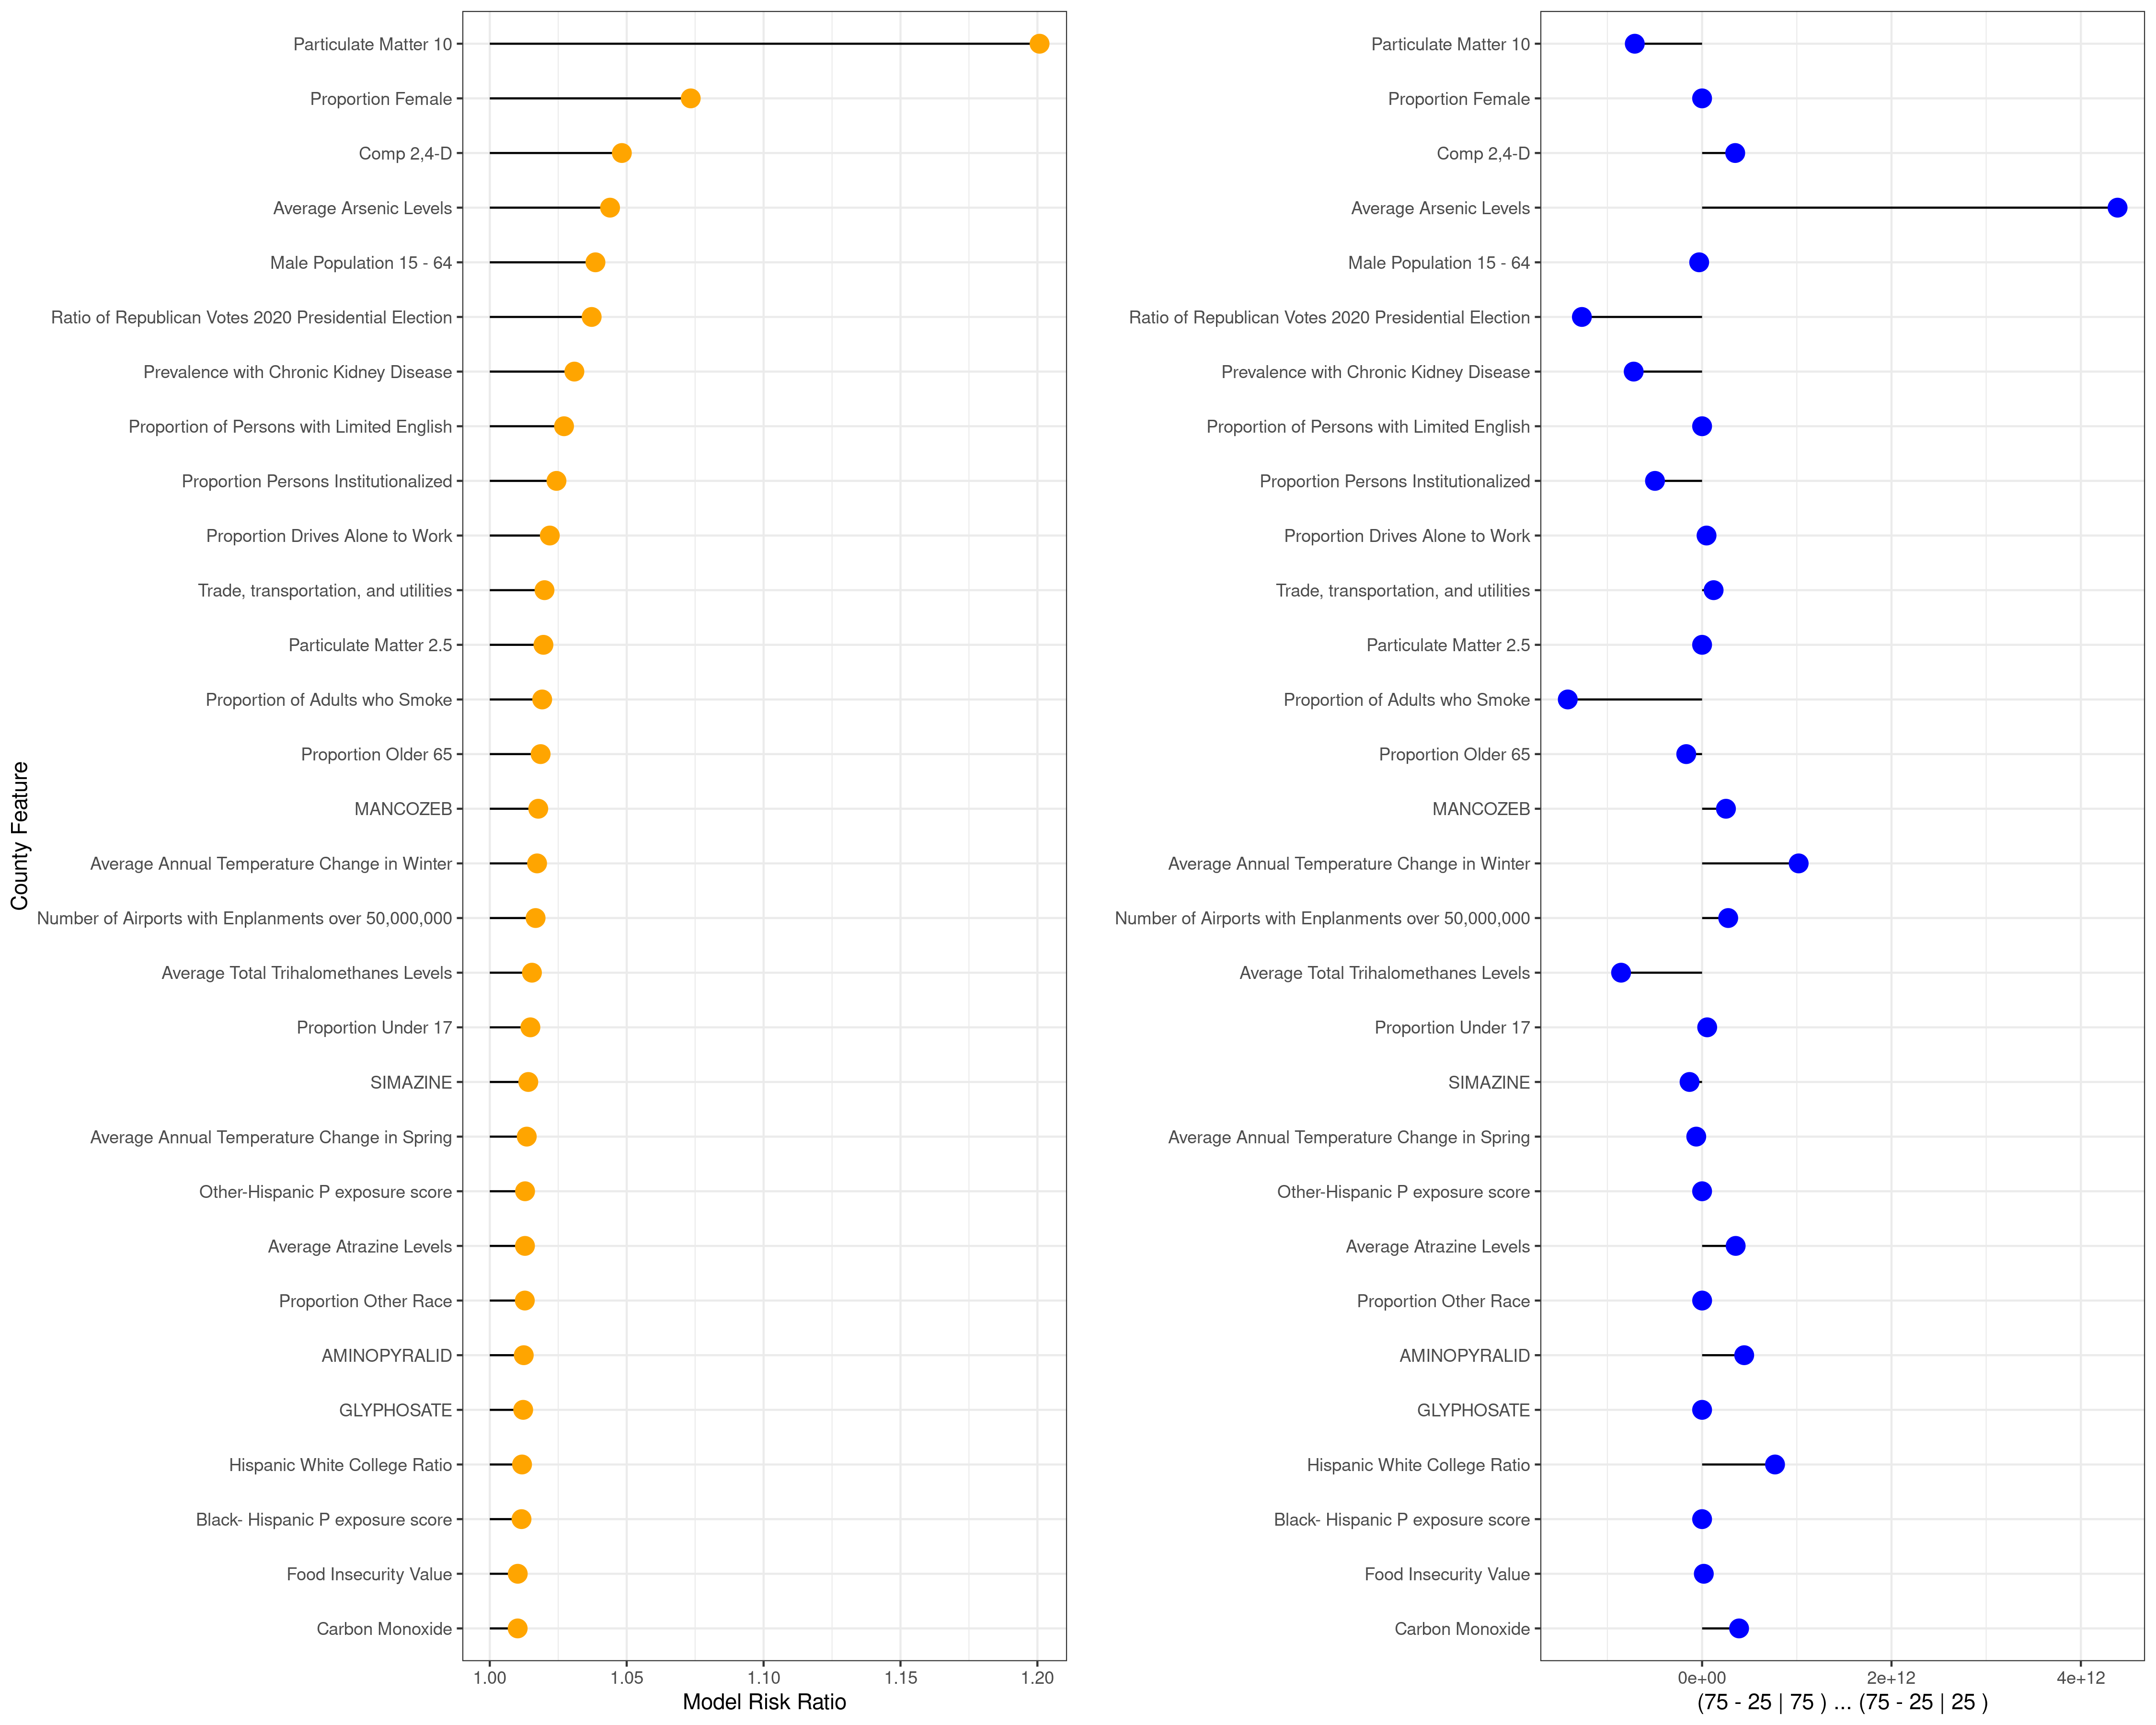 County Feature
Particulate Matter 10
Proportion Female
Comp 2,4-D
Average Arsenic Levels
Male Population 15 - 64
Ratio of Republican Votes 2020 Presidential Election
Prevalence with Chronic Kidney Disease
Proportion of Persons with Limited English
Proportion Persons Institutionalized
Proportion Drives Alone to Work
Trade, transportation, and utilities
Particulate Matter 2.5
Proportion of Adults who Smoke
Proportion Older 65
MANCOZEB
Average Annual Temperature Change in Winter
Number of Airports with Enplanments over 50,000,000
Average Total Trihalomethanes Levels
Proportion Under 17
SIMAZINE
Average Annual Temperature Change in Spring
Other-Hispanic P exposure score
Average Atrazine Levels
Proportion Other Race
AMINOPYRALID
GLYPHOSATE
Hispanic White College Ratio
Black- Hispanic P exposure score
Food Insecurity Value
Carbon Monoxide
1.00 1.05 1.10 1.15 1.20
Model Risk Ratio
Particulate Matter 10
Proportion Female
Comp 2,4-D
Average Arsenic Levels
Male Population 15 - 64
Ratio of Republican Votes 2020 Presidential Election
Prevalence with Chronic Kidney Disease
Proportion of Persons with Limited English
Proportion Persons Institutionalized
Proportion Drives Alone to Work
Trade, transportation, and utilities
Particulate Matter 2.5
Proportion of Adults who Smoke
Proportion Older 65
MANCOZEB
Average Annual Temperature Change in Winter
Number of Airports with Enplanments over 50,000,000
Average Total Trihalomethanes Levels
Proportion Under 17
SIMAZINE
Average Annual Temperature Change in Spring
Other-Hispanic P exposure score
Average Atrazine Levels
Proportion Other Race
AMINOPYRALID
GLYPHOSATE
Hispanic White College Ratio
Black- Hispanic P exposure score
Food Insecurity Value
Carbon Monoxide
0e+00 2e+12 4e+12
(75 - 25 | 75 ) ... (75 - 25 | 25 )